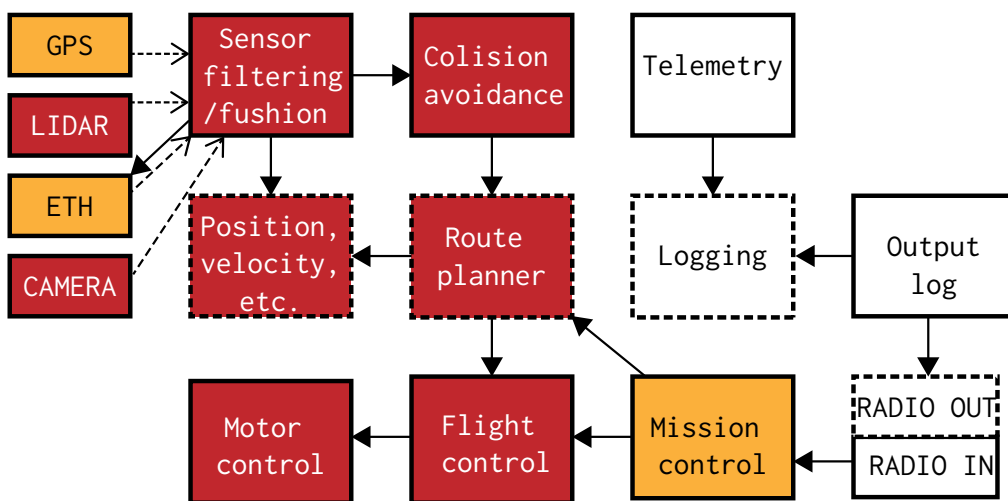 GPS
LIDAR
ETH
CAMERA
Sensor
filtering
/fushion
Colision
avoidance
Telemetry
Position,
velocity,
etc.
Route
planner
Logging
Output
log
Motor
control
Flight
control
Mission
control
RADIO OUT
RADIO IN